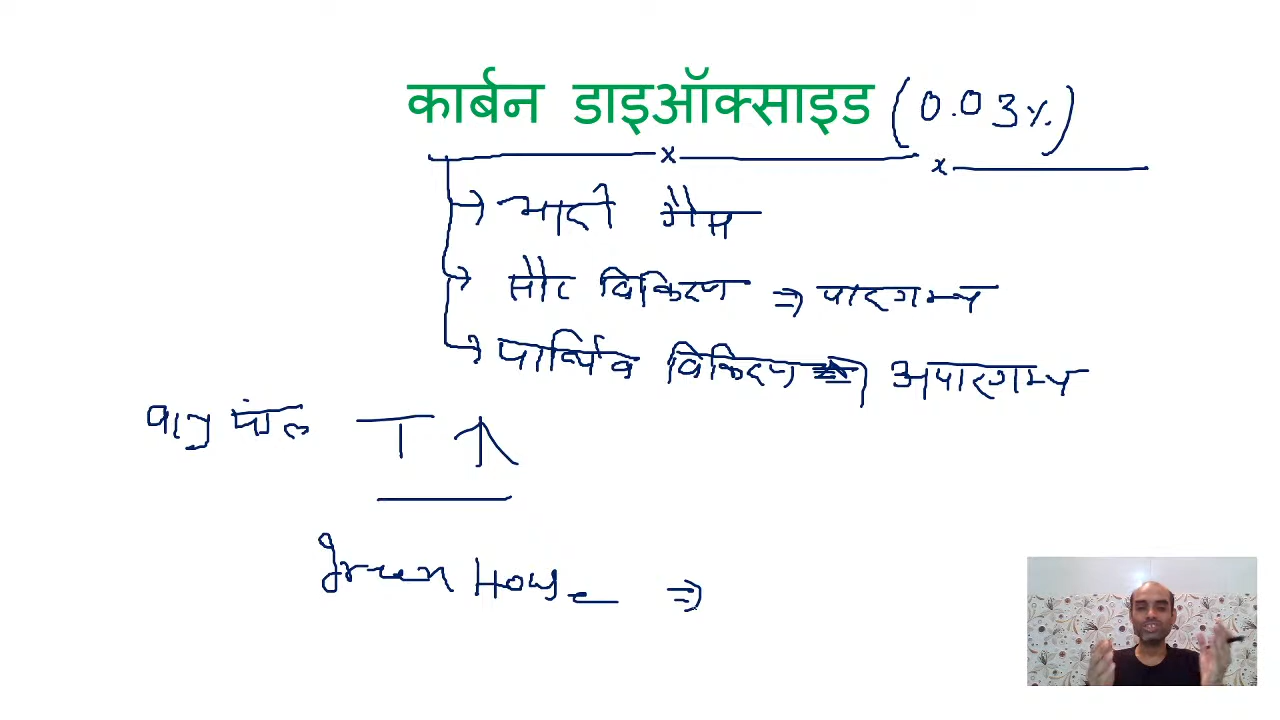 कार्बन डाइऑक्साइड (0.03%)
→ भारी गैस
→ सौर विकिरण ⇒ पारगम्य
→ पार्थिव विकिरण ⇒ अपारगम्य
वायुमंडल T ↑
Green House ⇒